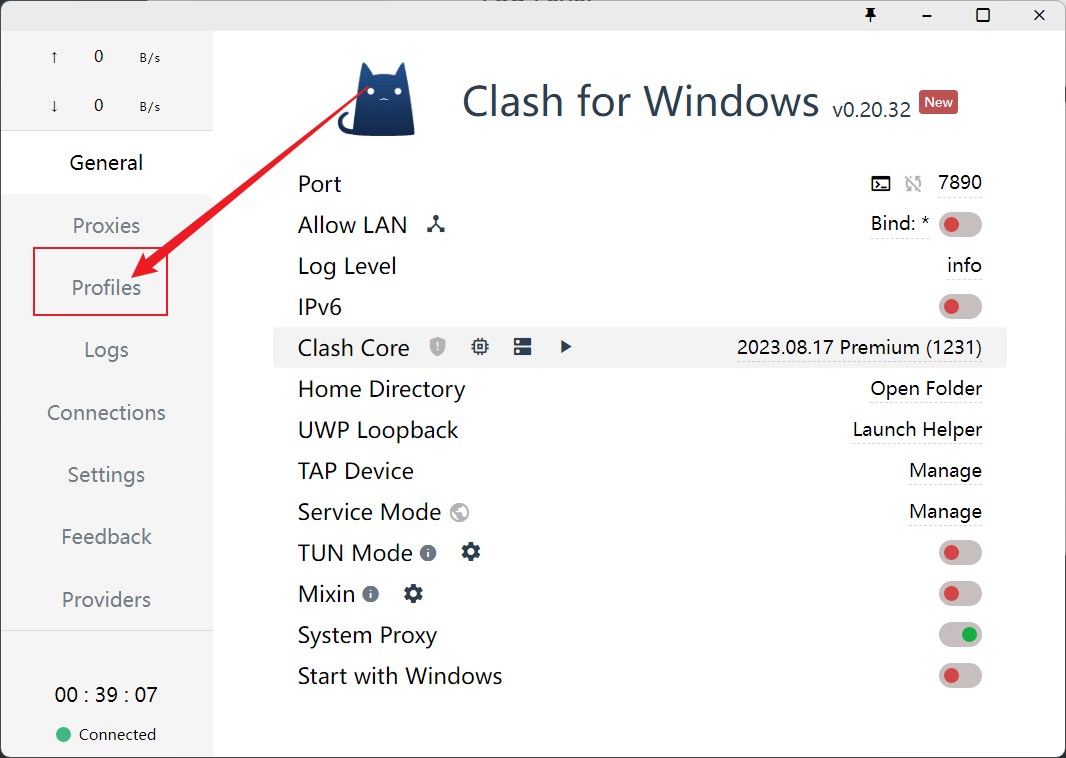 ↑ 0 B/s
↓ 0 B/s
General
Proxies
Profiles
Logs
Connections
Settings
Feedback
Providers
00 : 39 : 07
Connected
Clash for Windows v0.20.32 New
Port 7890
Allow LAN Bind: *
Log Level info
IPv6
Clash Core 2023.08.17 Premium (1231)
Home Directory Open Folder
UWP Loopback Launch Helper
TAP Device Manage
Service Mode Manage
TUN Mode
Mixin
System Proxy
Start with Windows